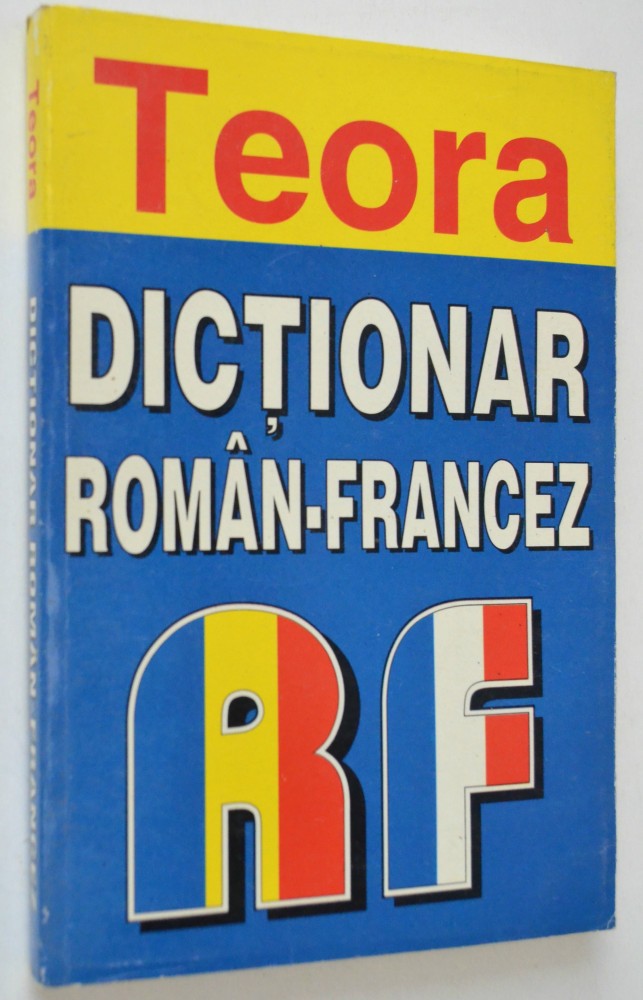 Teora
DICȚIONAR
ROMÂN-FRANCEZ
RF
Teora
DICȚIONAR ROMÂN-FRANCEZ